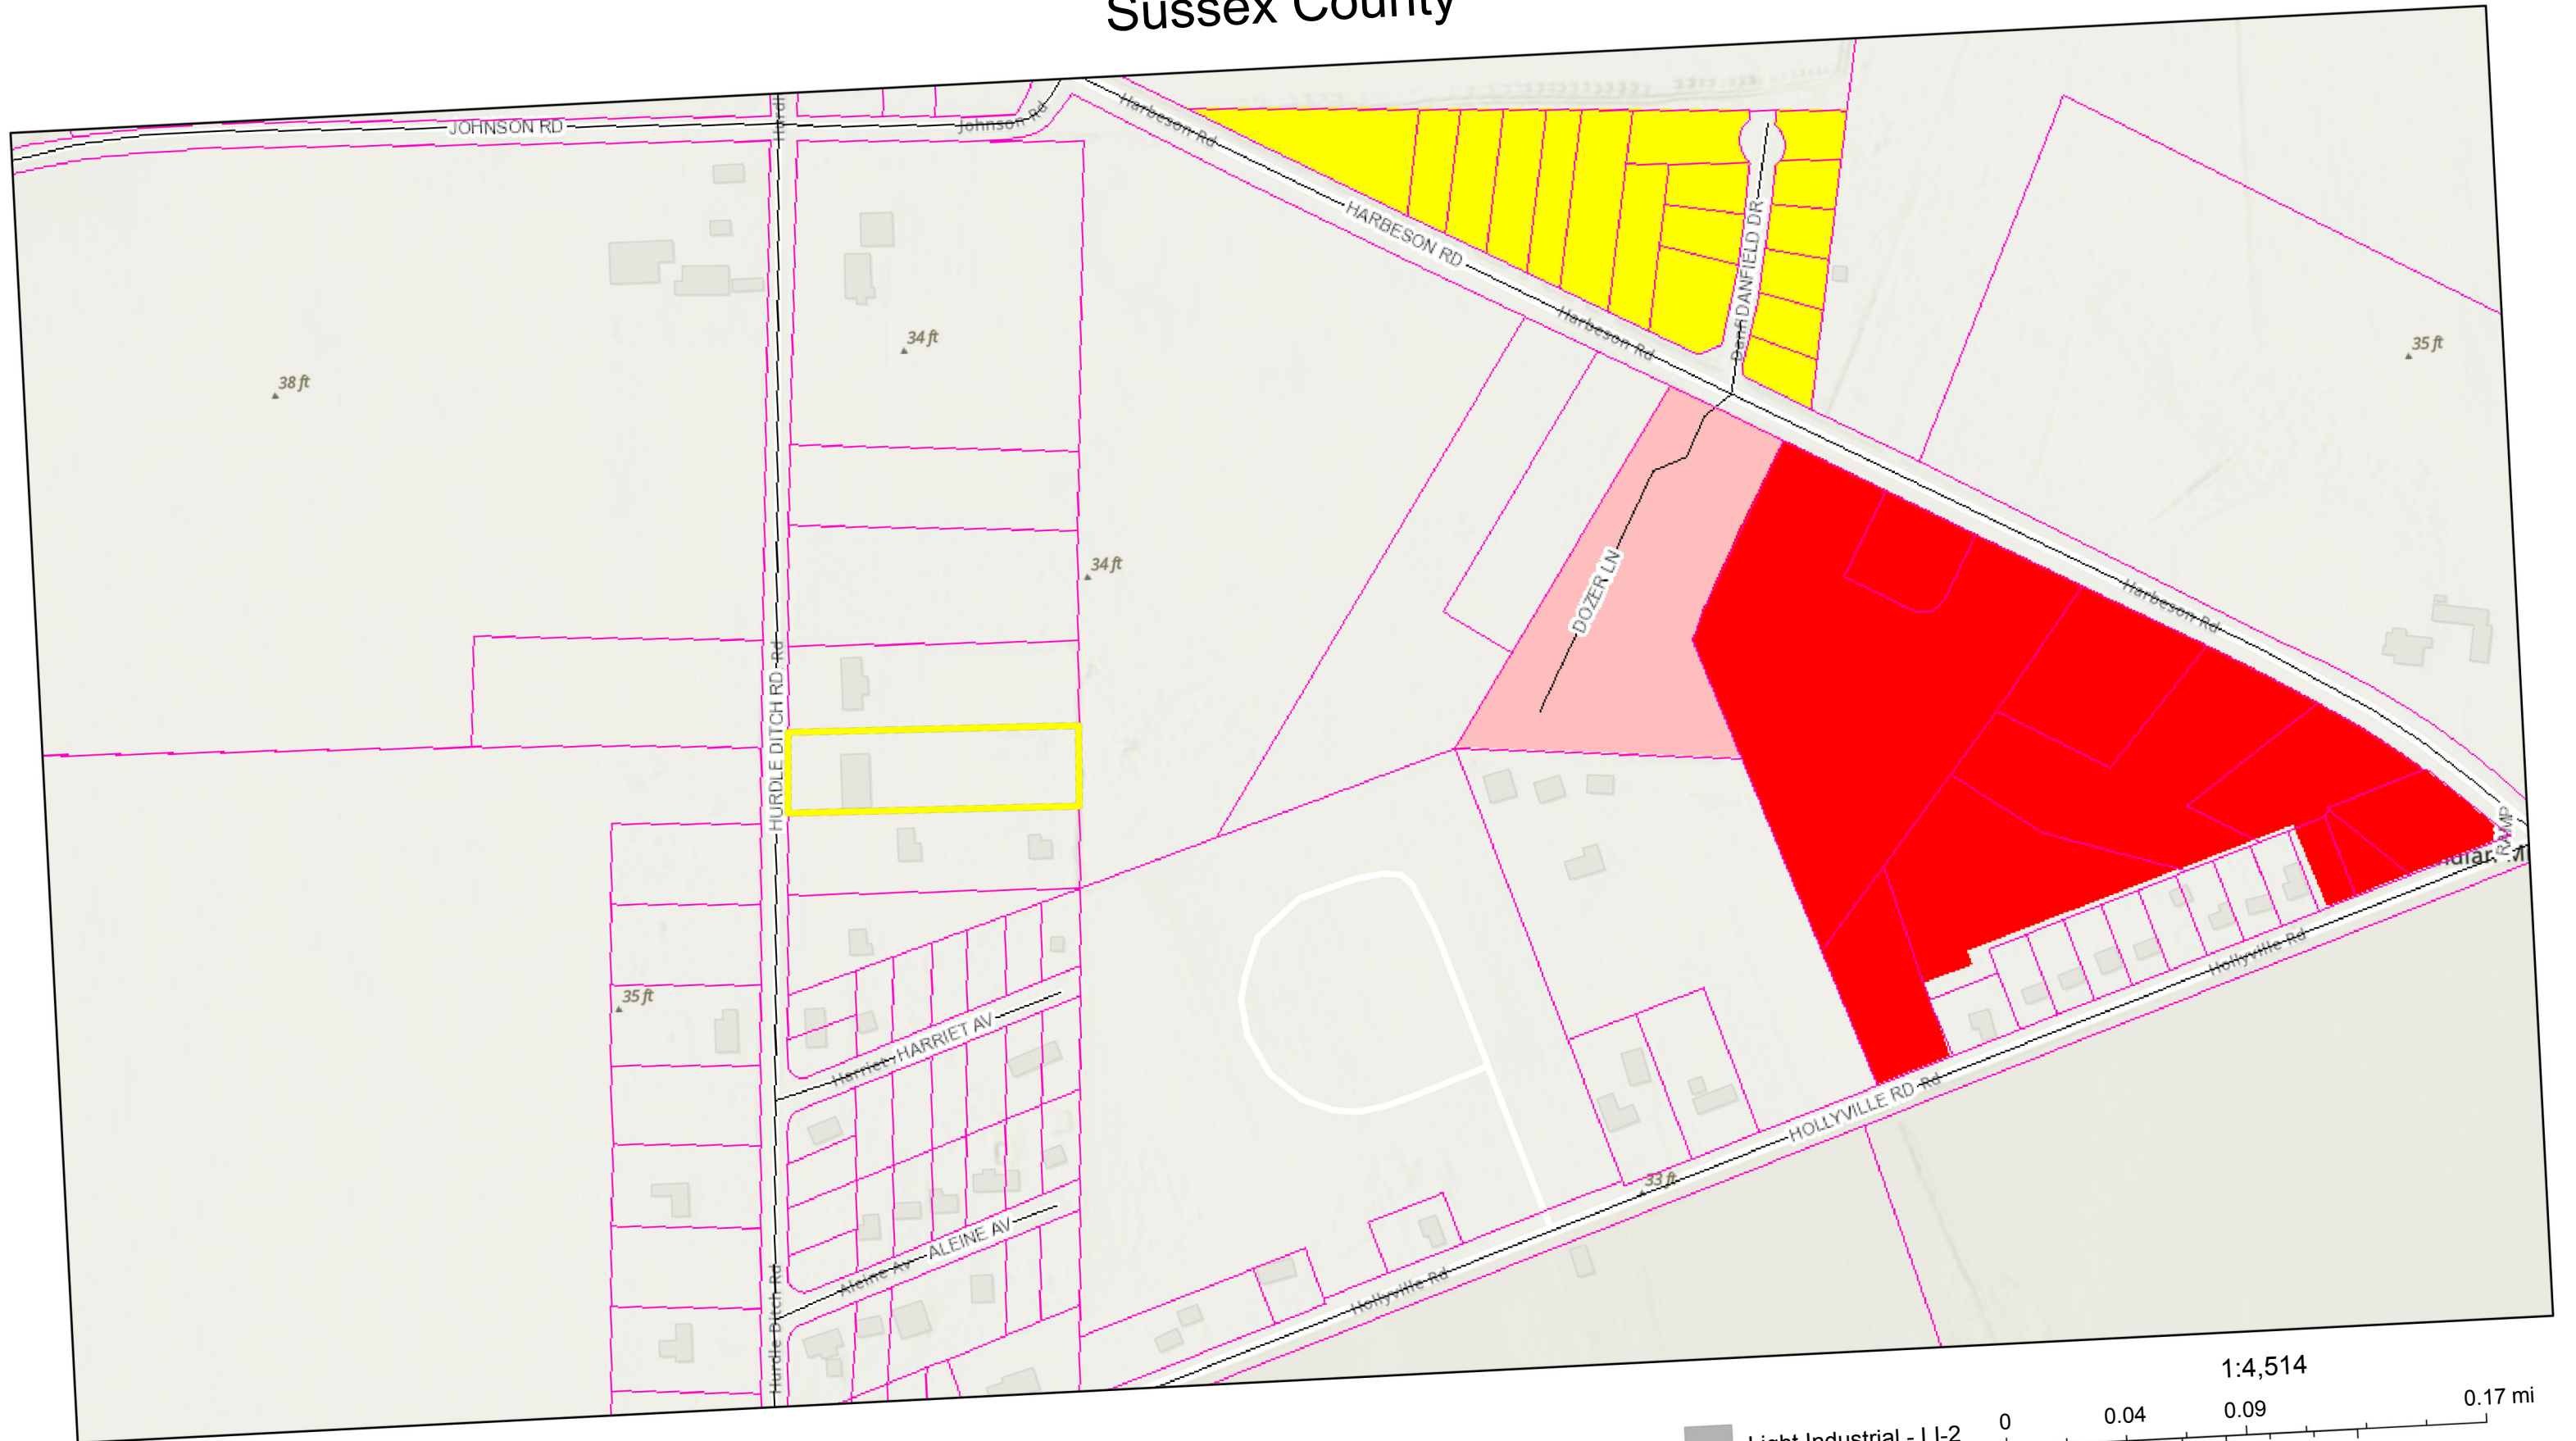 Sussex County
JOHNSON RD
Johnson Rd
Harbeson Rd
HARBESON RD
DANFIELD DR
Harbeson Rd
34 ft
35 ft
38 ft
34 ft
DOZER LN
Harbeson Rd
HURDLE DITCH RD
Rd
RAMP
Hollyville Rd
35 ft
HARRIET AV
Harriet
HOLLYVILLE RD
Rd
33 ft
ALEINE AV
Aleine Av
Hollyville Rd
Hurdle Ditch Rd
1:4,514
0
0.04
0.09
0.17 mi
Light Industrial - LI-2